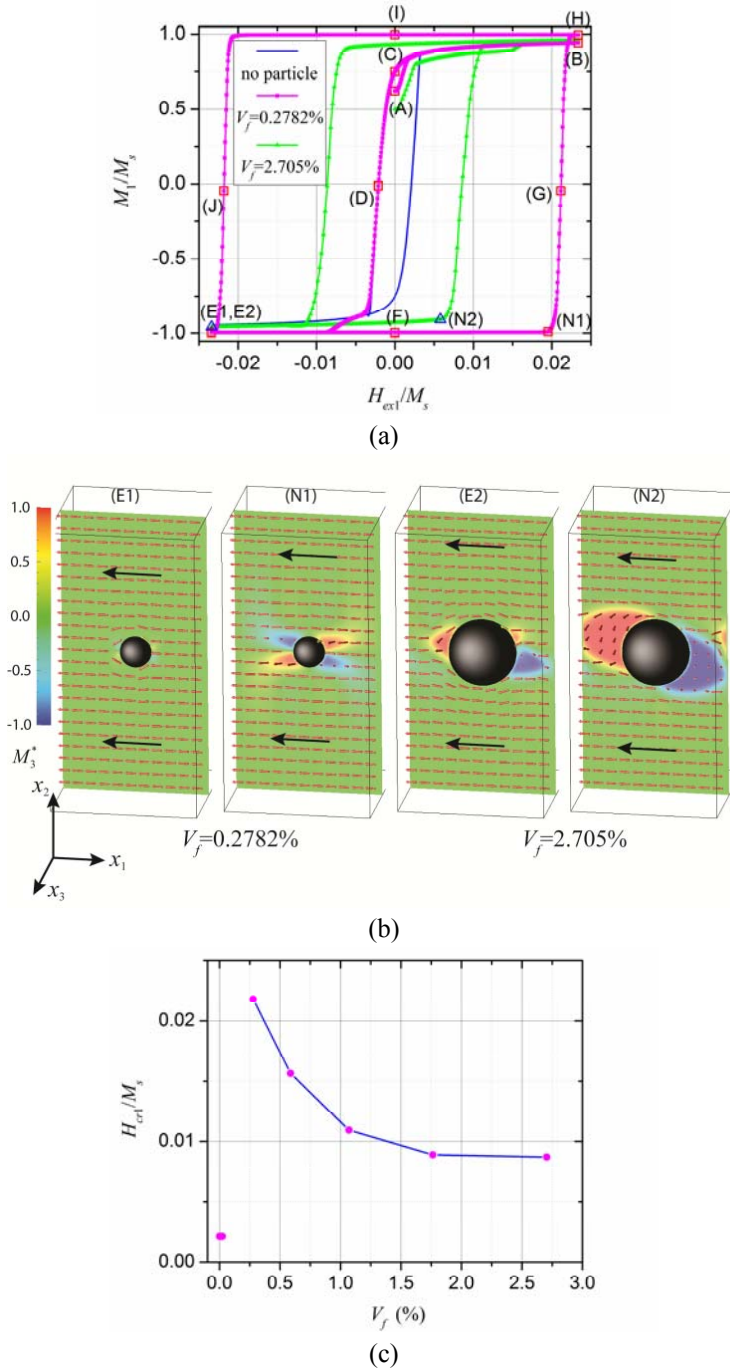 (I)
(H)
1.0
(C)
(B)
no particle
(A)
0.5
V_f=0.2782%
V_f=2.705%
M_1/M_s
0.0
(J)
(D)
(G)
-0.5
(E1,E2)
(F)
(N2)
(N1)
-1.0
-0.02 -0.01 0.00 0.01 0.02
H_ex1/M_s
(a)
(E1) (N1) (E2) (N2)
1.0
0.5
0.0
-0.5
-1.0
M_3^*
x_2
x_1
x_3
V_f=0.2782% V_f=2.705%
(b)
0.02
H_cr1/M_s
0.01
0.00
0.0 0.5 1.0 1.5 2.0 2.5 3.0
V_f (%)
(c)